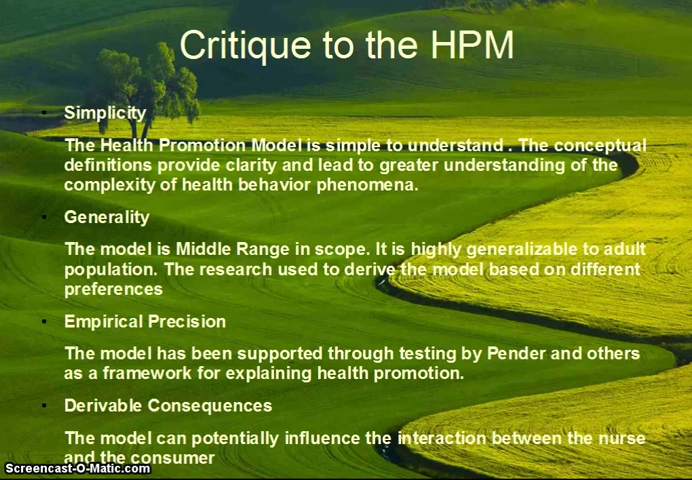 Critique to the HPM
• Simplicity
The Health Promotion Model is simple to understand . The conceptual
definitions provide clarity and lead to greater understanding of the
complexity of health behavior phenomena.
• Generality
The model is Middle Range in scope. It is highly generalizable to adult
population. The research used to derive the model based on different
preferences
• Empirical Precision
The model has been supported through testing by Pender and others
as a framework for explaining health promotion.
• Derivable Consequences
The model can potentially influence the interaction between the nurse
and the consumer
Screencast-O-Matic.com